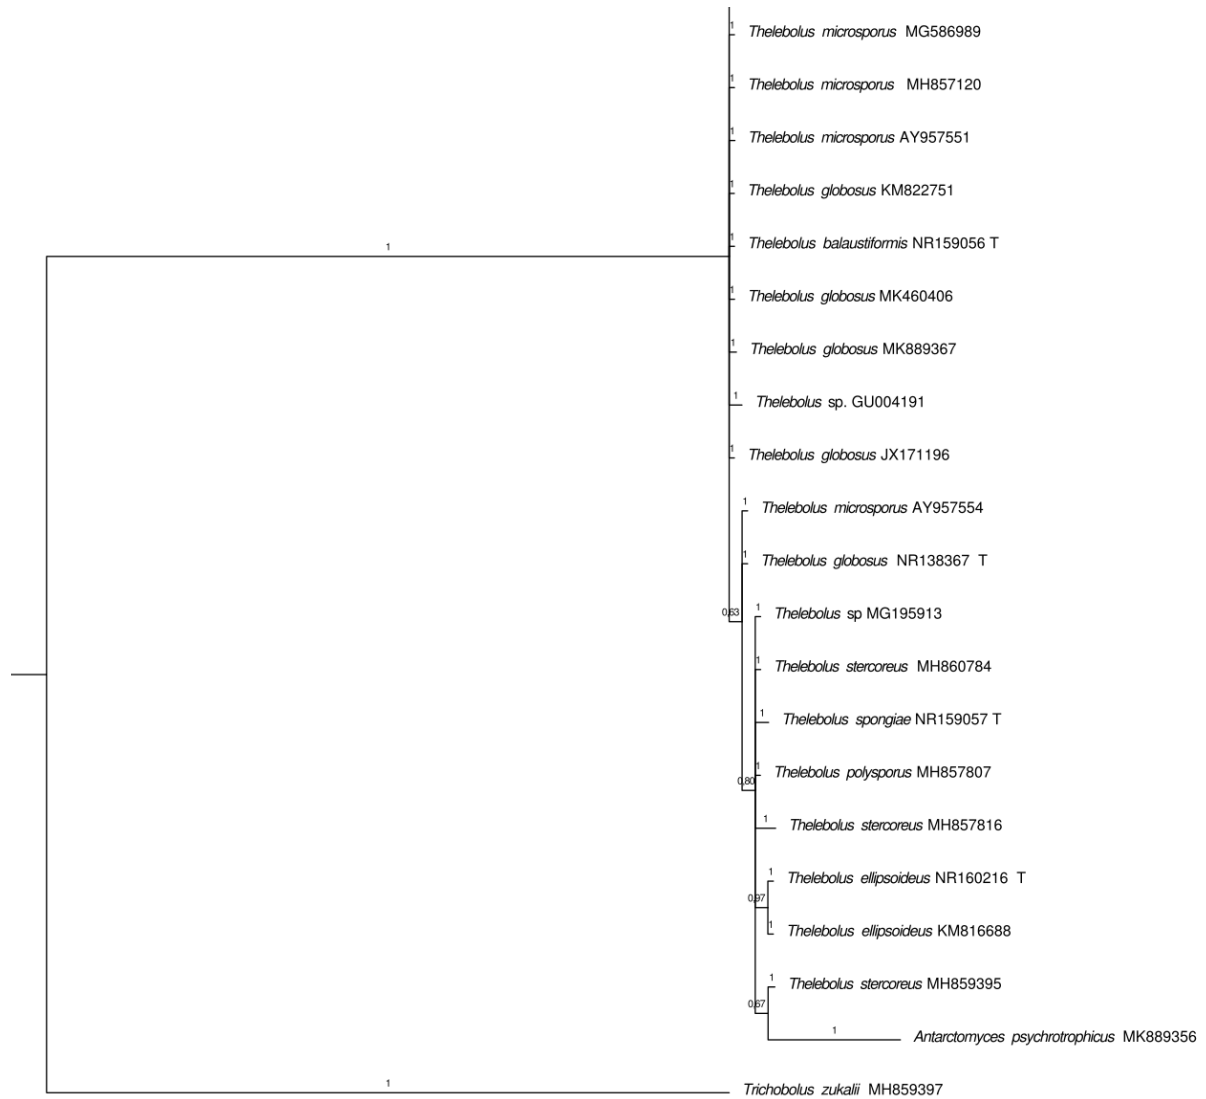 1
Thelebolus microsporus MG586989
1
Thelebolus microsporus MH857120
1
Thelebolus microsporus AY957551
1
Thelebolus globosus KM822751
1
Thelebolus balaustiformis NR159056 T
1
1
Thelebolus globosus MK460406
1
Thelebolus globosus MK889367
1
Thelebolus sp. GU004191
1
Thelebolus globosus JX171196
1
Thelebolus microsporus AY957554
1
Thelebolus globosus NR138367 T
0.63
1
Thelebolus sp MG195913
1
Thelebolus stercoreus MH860784
1
Thelebolus spongiae NR159057 T
1
Thelebolus polysporus MH857807
0.80
1
Thelebolus stercoreus MH857816
1
Thelebolus ellipsoideus NR160216 T
0.97
1
Thelebolus ellipsoideus KM816688
1
Thelebolus stercoreus MH859395
0.67
1
Antarctomyces psychrotrophicus MK889356
1
Trichobolus zukalii MH859397